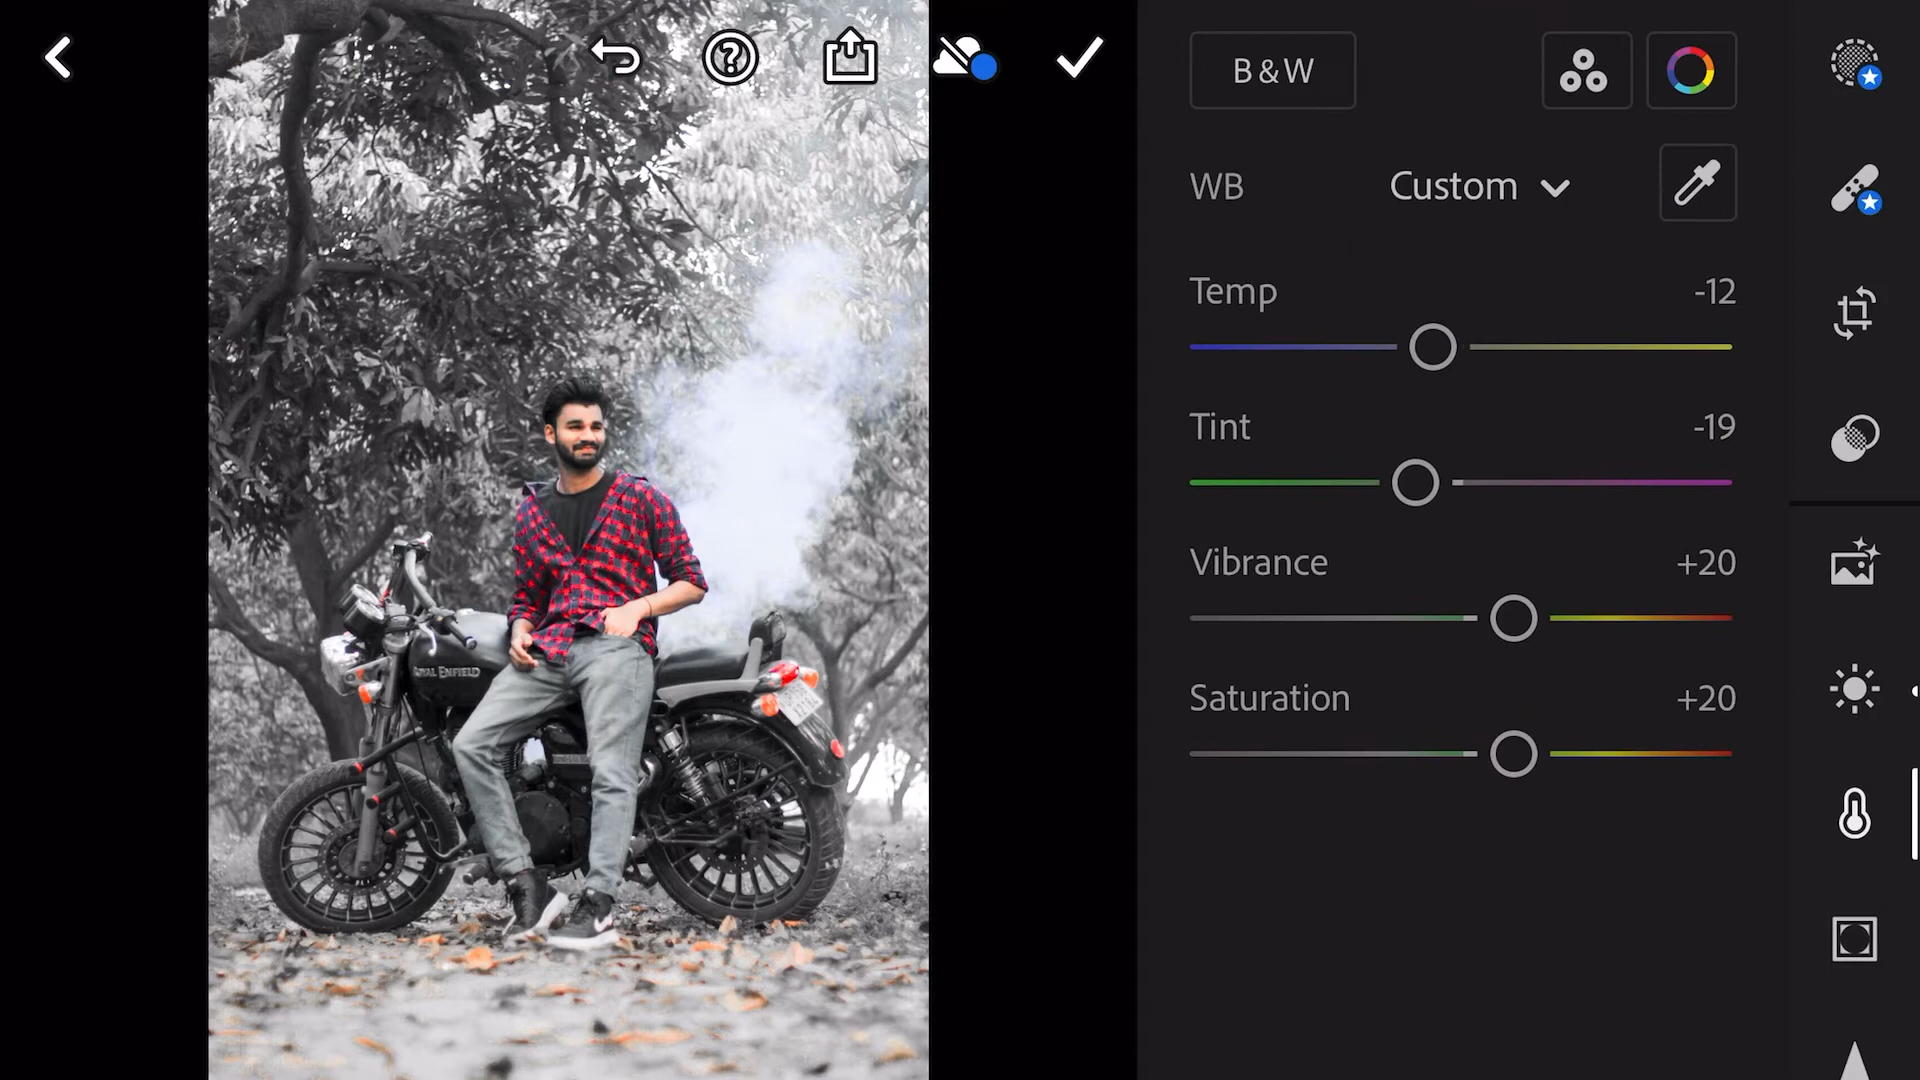 B&W
WB Custom
Temp -12
Tint -19
Vibrance +20
Saturation +20
ROYAL ENFIELD